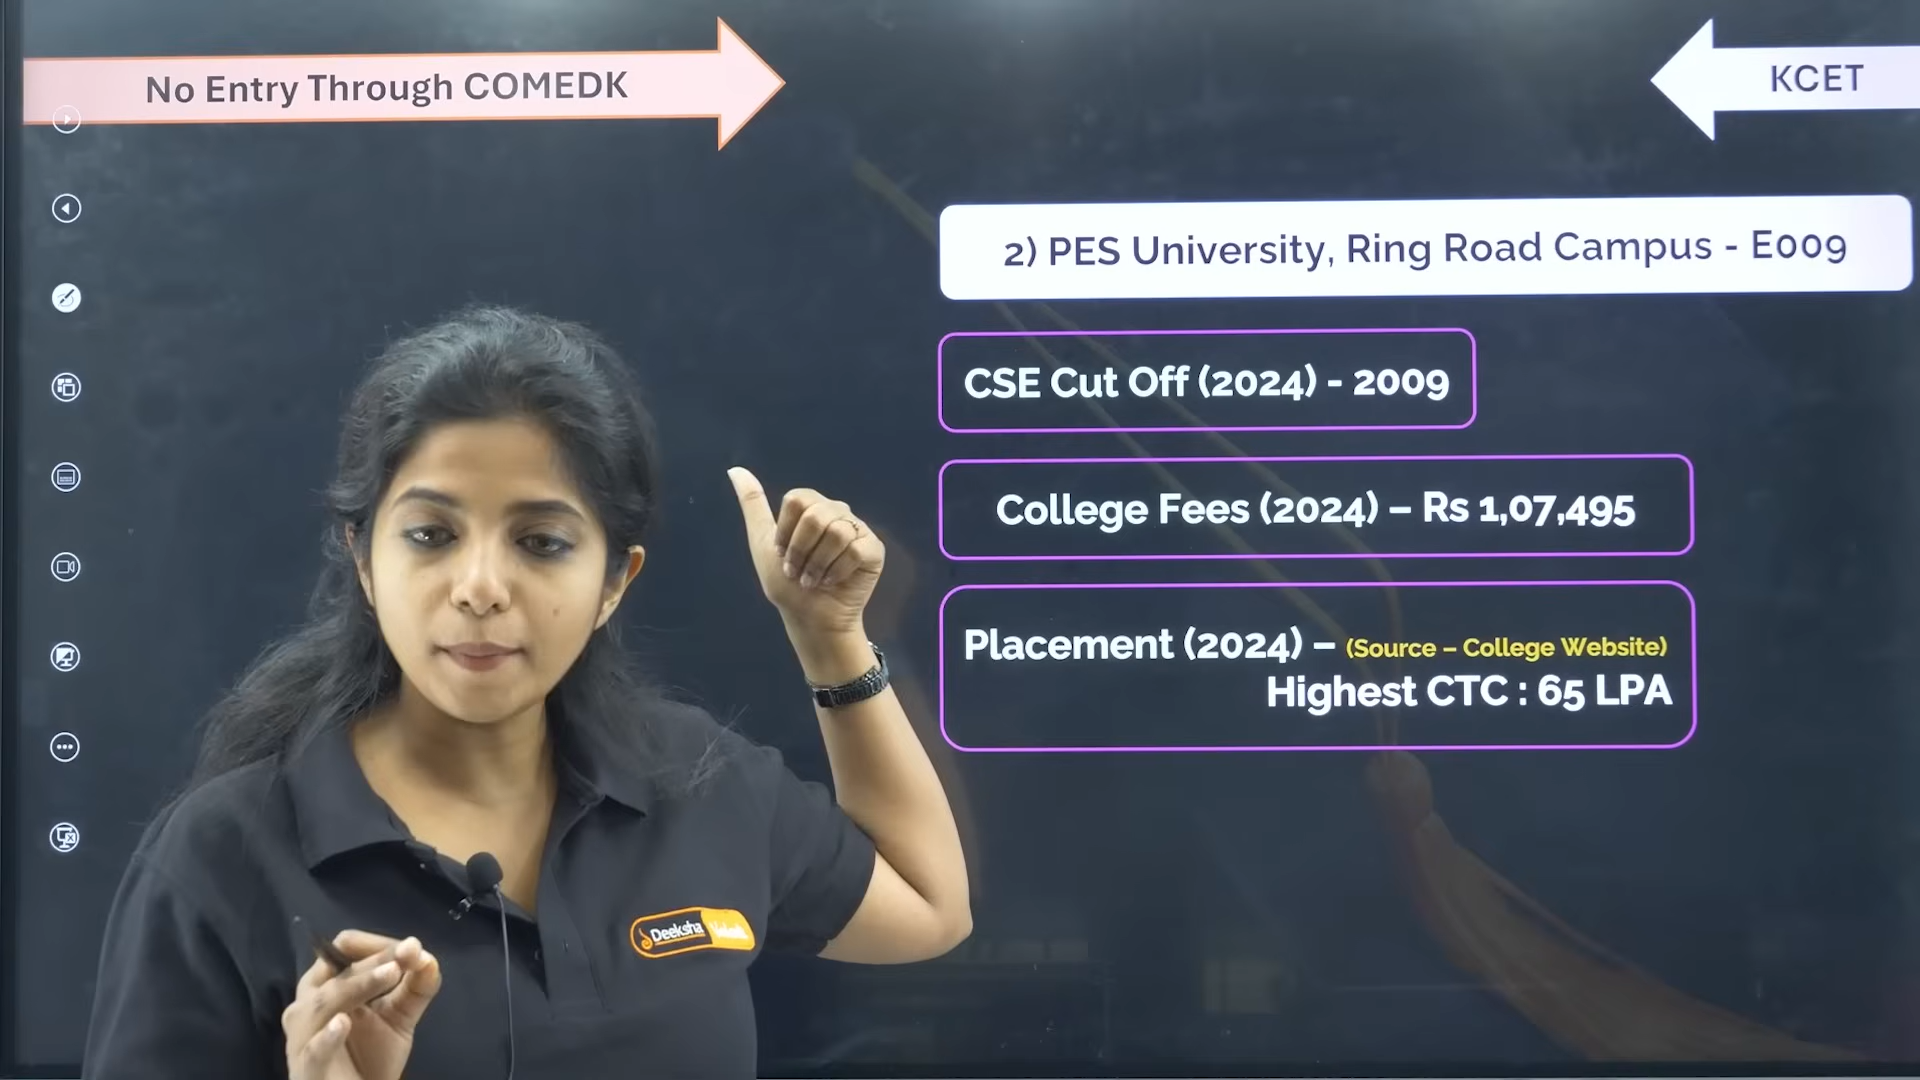 No Entry Through COMEDK
KCET
2) PES University, Ring Road Campus - E009
CSE Cut Off (2024) - 2009
College Fees (2024) – Rs 1,07,495
Placement (2024) – (Source – College Website)
Highest CTC : 65 LPA
Deeksha